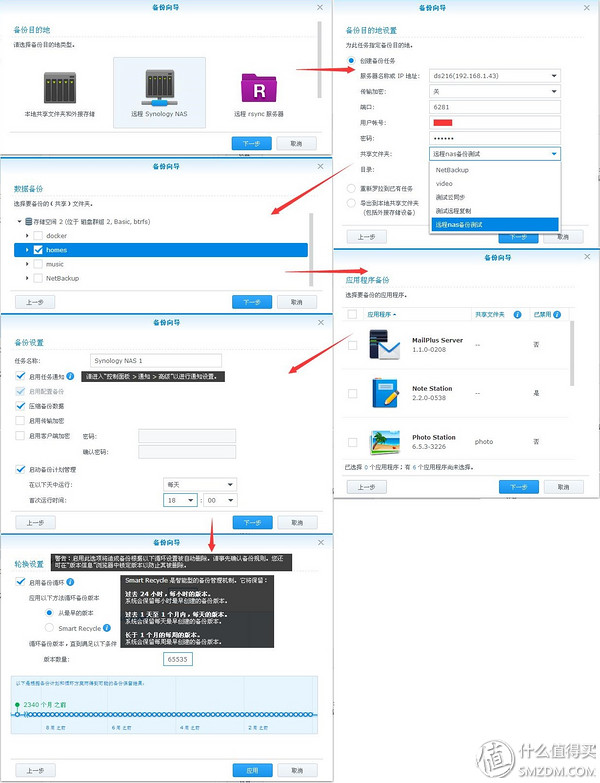 备份向导
备份目的地
请选择备份目的地类型。
本地共享文件夹和外接存储
远程 Synology NAS
R
远程 rsync 服务器
下一步
取消
备份向导
备份目的地设置
为此任务指定备份目的地。
创建备份任务
服务器名称或 IP 地址:
ds216(192.168.1.43)
传输加密:
关
端口:
6281
用户帐号:
密码:
••••••
共享文件夹:
远程nas备份测试
目录:
NetBackup
video
测试云同步
测试远程复制
远程nas备份测试
重新罗拉到已有任务
导出到本地共享文件夹
(包括外接存储设备)
上一步
下一步
取消
备份向导
数据备份
选择要备份的(共享)文件夹。
存储空间 2 (位于 磁盘群组 2, Basic, btrfs)
docker
homes
music
NetBackup
上一步
下一步
取消
备份向导
应用程序备份
选择要备份的应用程序。
应用程序
共享文件夹
已禁用
MailPlus Server
1.1.0-0208
--
否
Note Station
2.2.0-0538
--
是
Photo Station
6.5.3-3226
photo
否
已选择 0 个应用程序；有 6 个应用程序尚未选择。
上一步
下一步
取消
备份向导
备份设置
任务名称:
Synology NAS 1
启用任务通知
请进入"控制面板 > 通知 > 高级"以进行通知设置。
启用配置备份
压缩备份数据
启用传输加密
启用客户端加密
密码:
确认密码:
启动备份计划管理
在以下天中运行:
每天
首次运行时间:
18 : 00
上一步
下一步
取消
备份向导
轮换设置
警告：启用此选项将造成备份根据以下循环设置被自动删除。请事先确认备份规则。您还
可在"版本信息"浏览器中锁定版本以防止其被删除。
启用备份循环
应用以下方法循环备份版本
从最早的版本
Smart Recycle
Smart Recycle 是智能型的备份管理机制。它将保留：
过去 24 小时，每小时的版本。
系统会保留每小时最早创建的备份版本。
过去 1 天至 1 个月内，每天的版本。
系统会保留每天最早创建的备份版本。
长于 1 个月的每周的版本。
系统会保留每周最早创建的备份版本。
循环备份版本，直到满足以下条件
版本数量:
65535
2340 个月 之前
8 周 之前
6 周 之前
4 周 之前
2 周 之前
上一步
应用
取消
值 什么值得买
SMZDM.COM